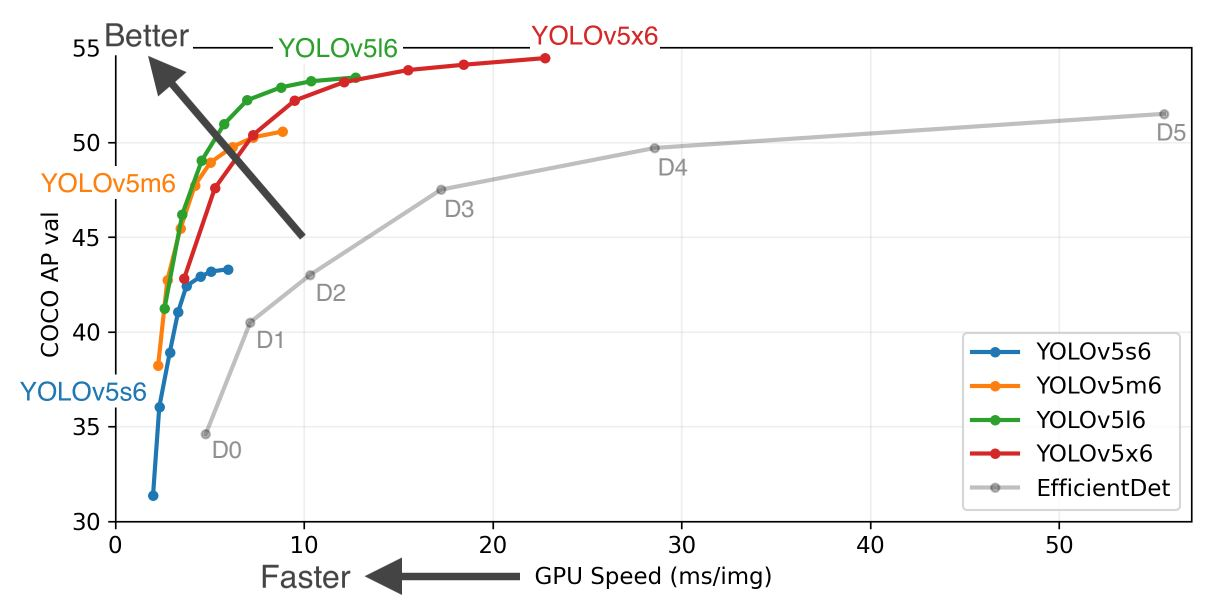 Better
YOLOv5l6
YOLOv5x6
55
50
D5
D4
YOLOv5m6
D3
45
COCO AP val
D2
D1
40
YOLOv5s6
35
D0
30
YOLOv5s6
YOLOv5m6
YOLOv5l6
YOLOv5x6
EfficientDet
0 10 20 30 40 50
Faster
GPU Speed (ms/img)